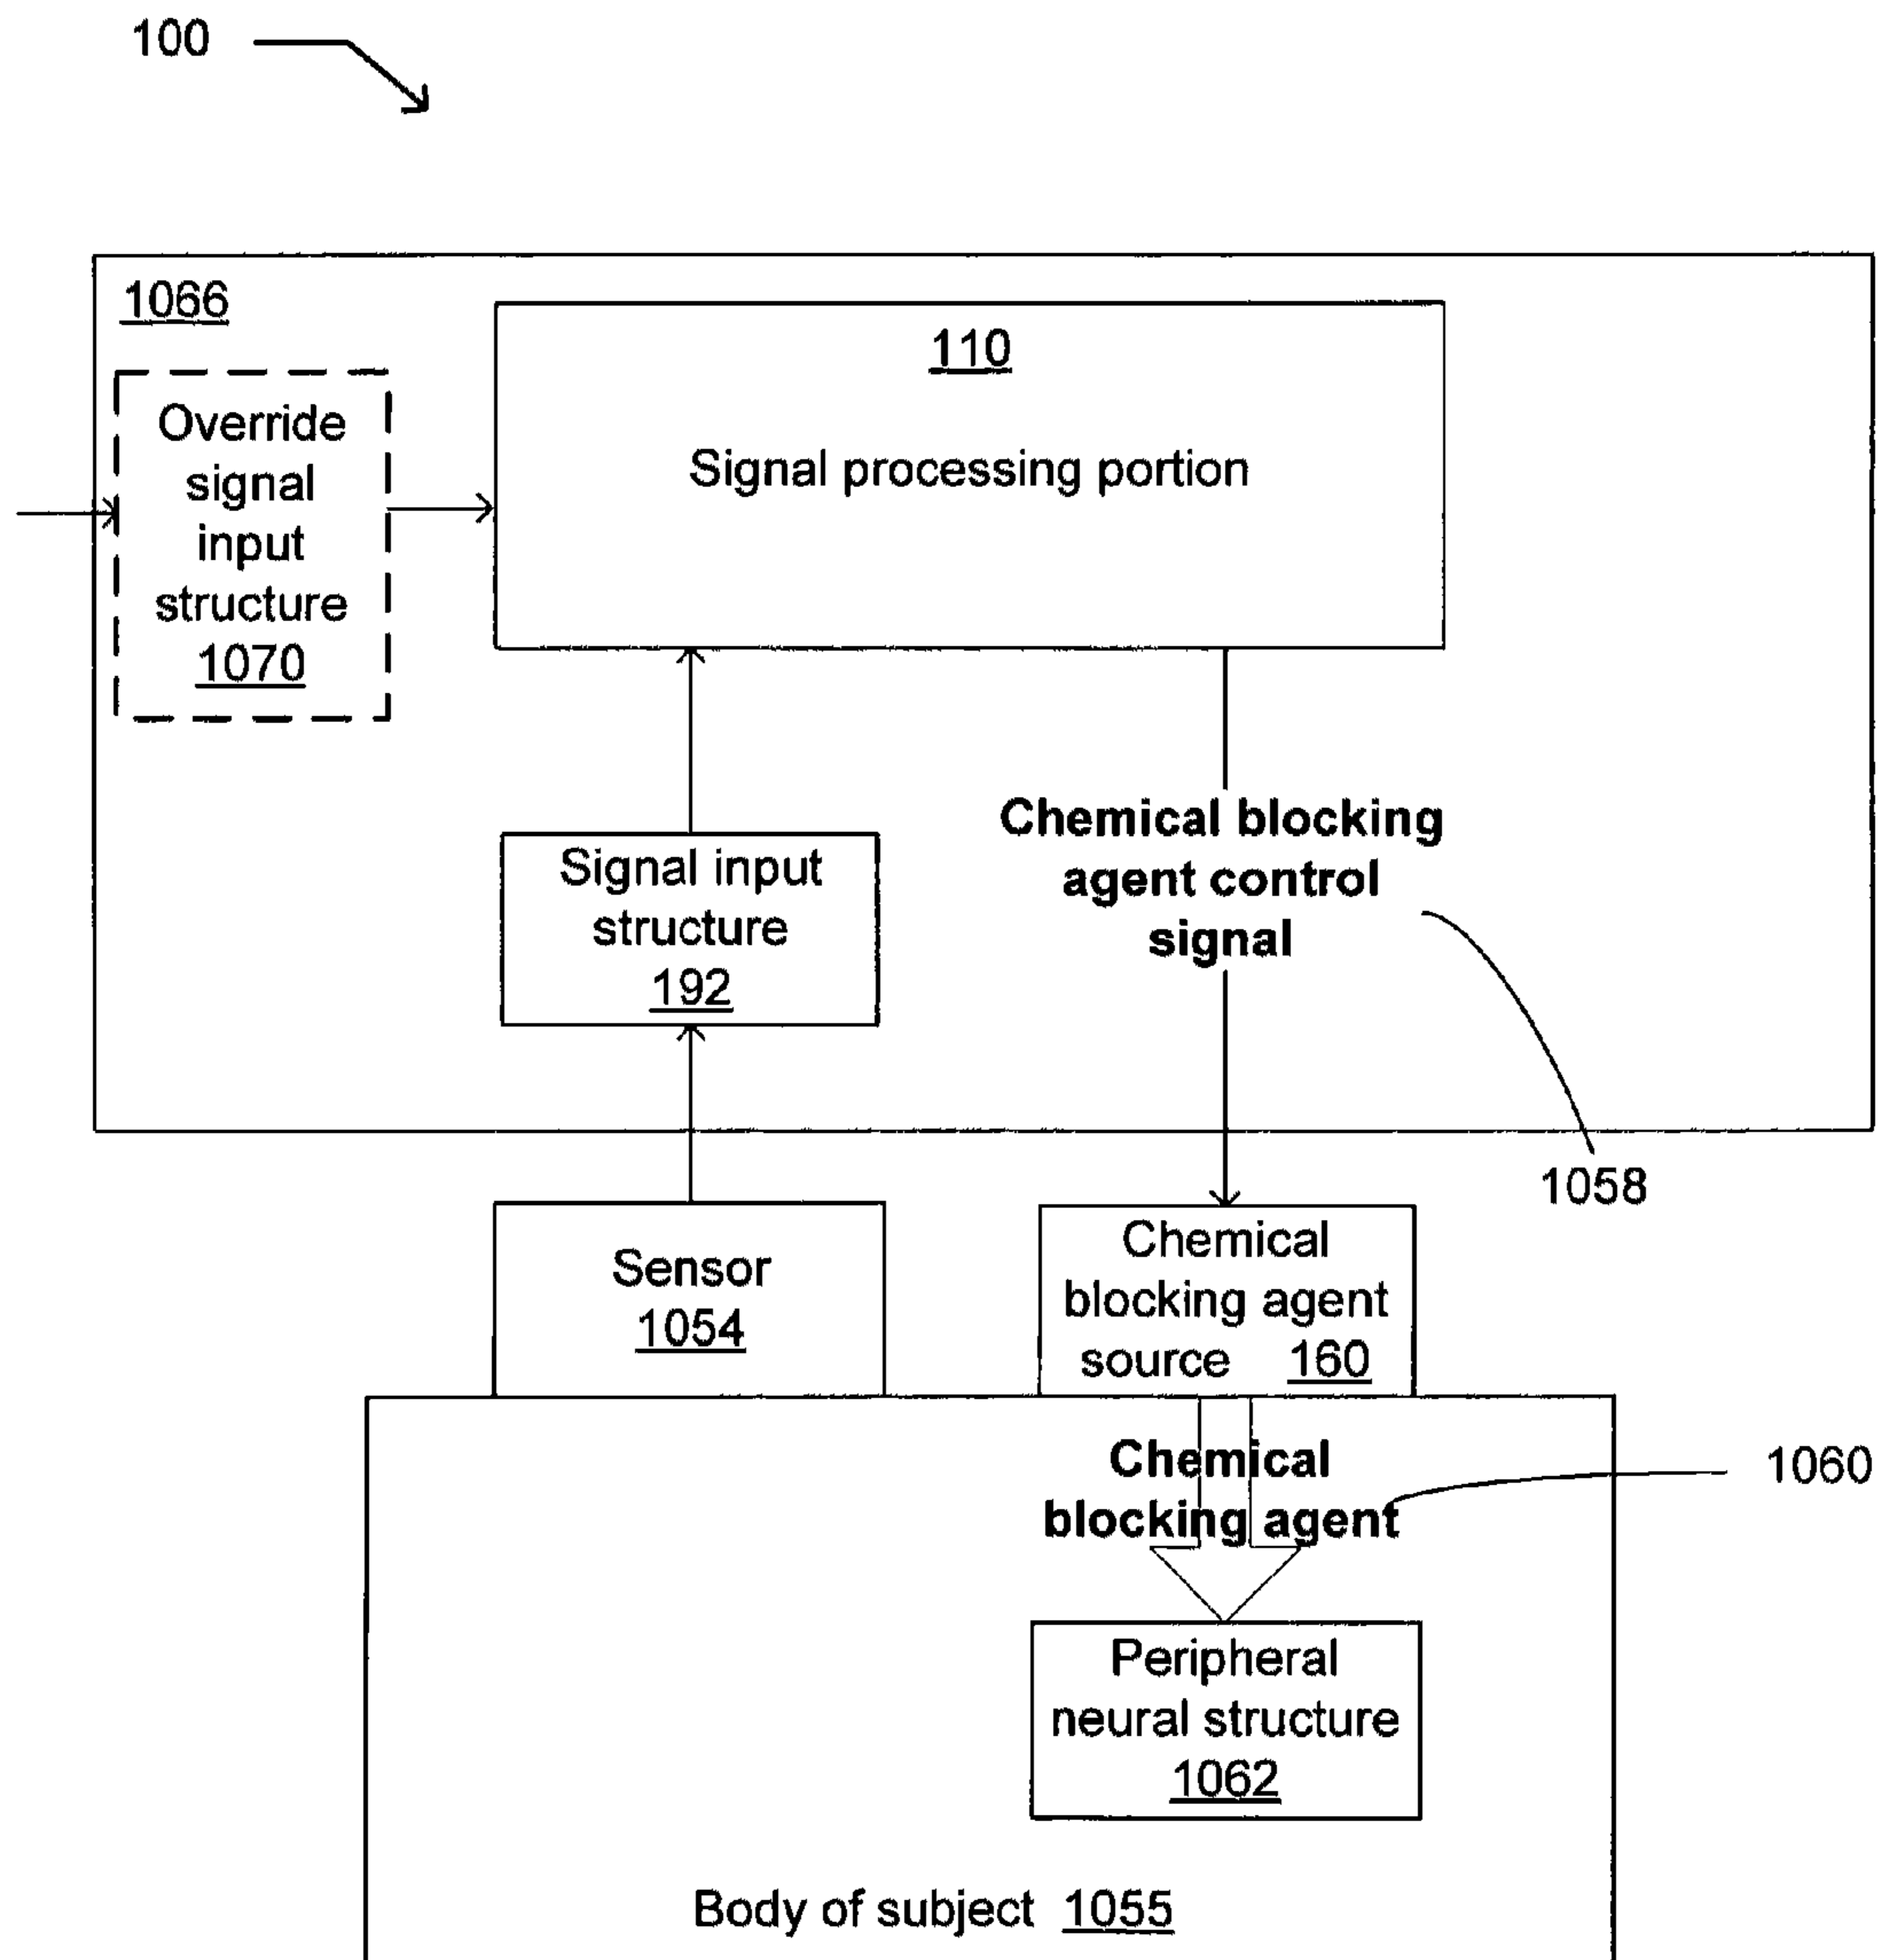 100
1066
110
Override
signal
input
structure
1070
Signal processing portion
Chemical blocking
agent control
signal
Signal input
structure
192
1058
Sensor
1054
Chemical
blocking agent
source 160
Chemical
blocking agent
1060
Peripheral
neural structure
1062
Body of subject 1055